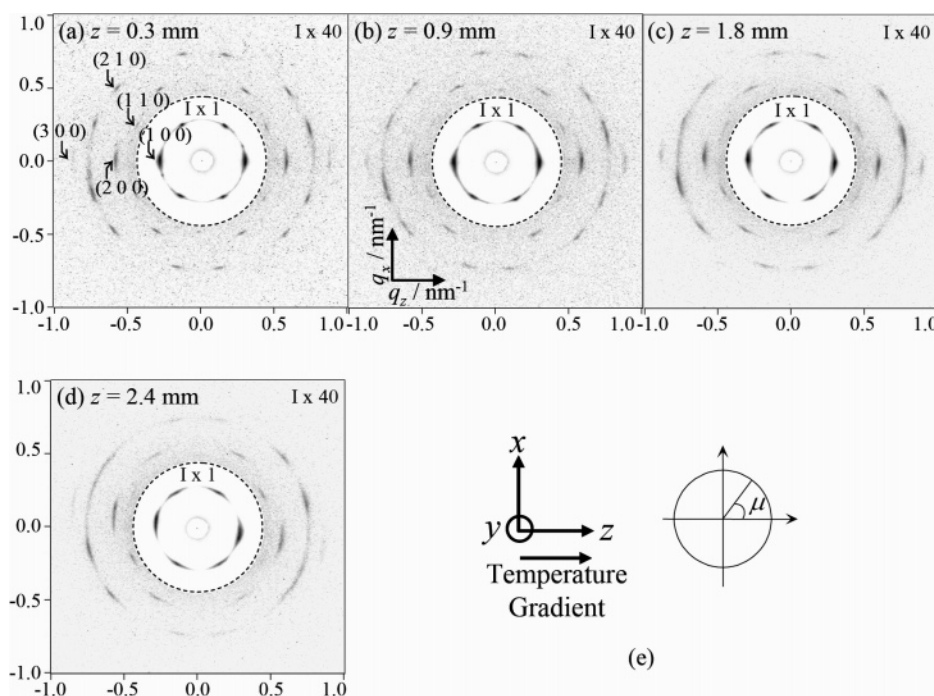 (a) z = 0.3 mm I x 40
(2 1 0)
(1 1 0)
(3 0 0)
(1 0 0)
(2 0 0)
I x 1
1.0
0.5
0.0
-0.5
-1.0
-1.0 -0.5 0.0 0.5
(b) z = 0.9 mm I x 40
I x 1
qx / nm-1
qz / nm-1
-1.0 -0.5 0.0 0.5
(c) z = 1.8 mm I x 40
I x 1
-1.0 -0.5 0.0 0.5 1.0
(d) z = 2.4 mm I x 40
I x 1
1.0
0.5
0.0
-0.5
-1.0
-1.0 -0.5 0.0 0.5 1.0
x
y z
Temperature
Gradient
μ
(e)